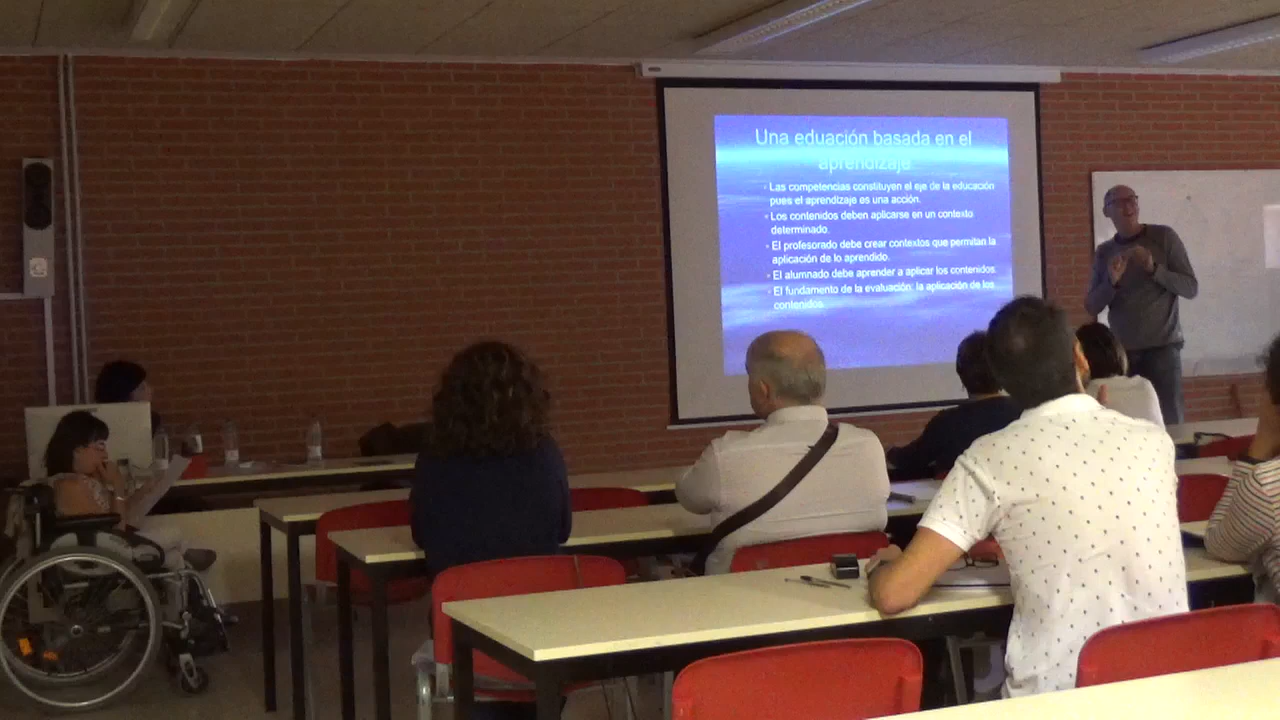 Una eduación basada en el
aprendizaje
Las competencias constituyen el eje de la educación
pues el aprendizaje es una acción.
Los contenidos deben aplicarse en un contexto
determinado.
El profesorado debe crear contextos que permitan la
aplicación de lo aprendido.
El alumnado debe aprender a aplicar los contenidos.
El fundamento de la evaluación: la aplicación de los
contenidos.